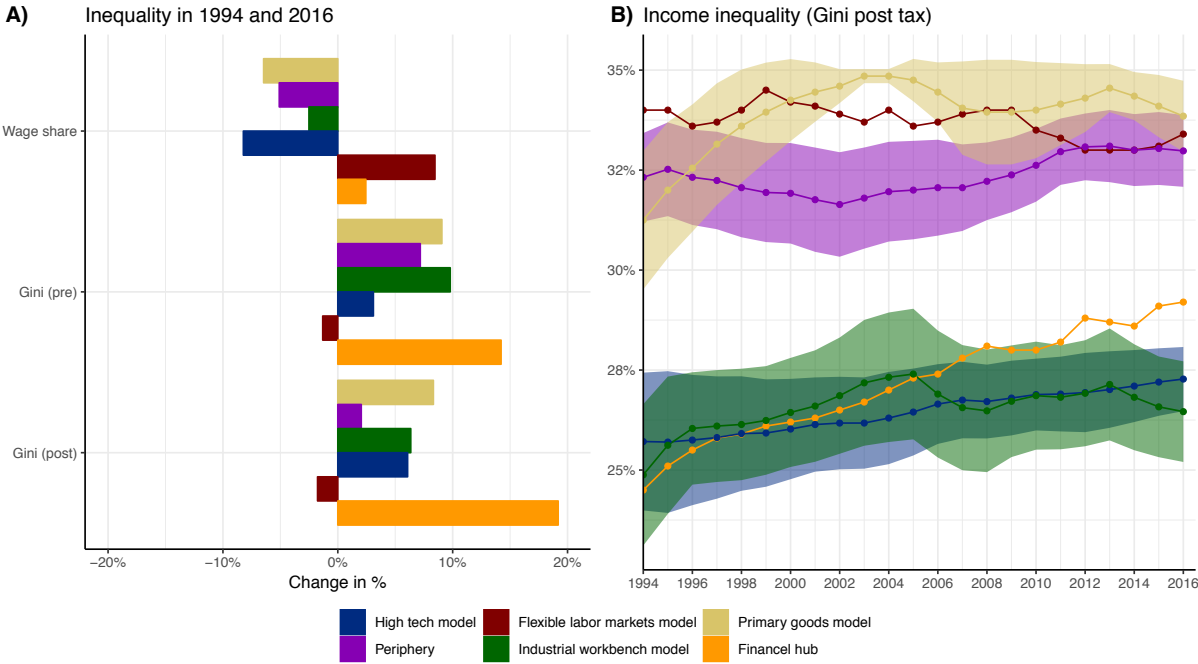 A) Inequality in 1994 and 2016
Wage share
Gini (pre)
Gini (post)
−20% −10% 0% 10% 20%
Change in %
B) Income inequality (Gini post tax)
35%
32%
30%
28%
25%
1994 1996 1998 2000 2002 2004 2006 2008 2010 2012 2014 2016
High tech model Flexible labor markets model Primary goods model
Periphery Industrial workbench model Financel hub